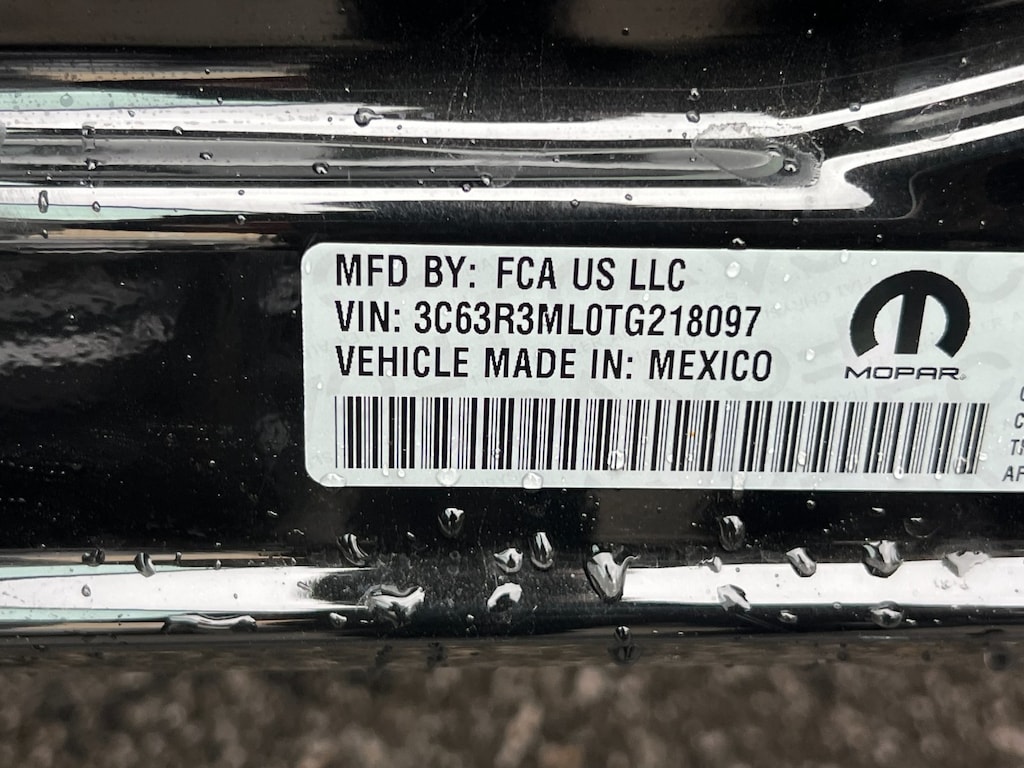 MFD BY: FCA US LLC
VIN: 3C63R3ML0TG218097
VEHICLE MADE IN: MEXICO
MOPAR®